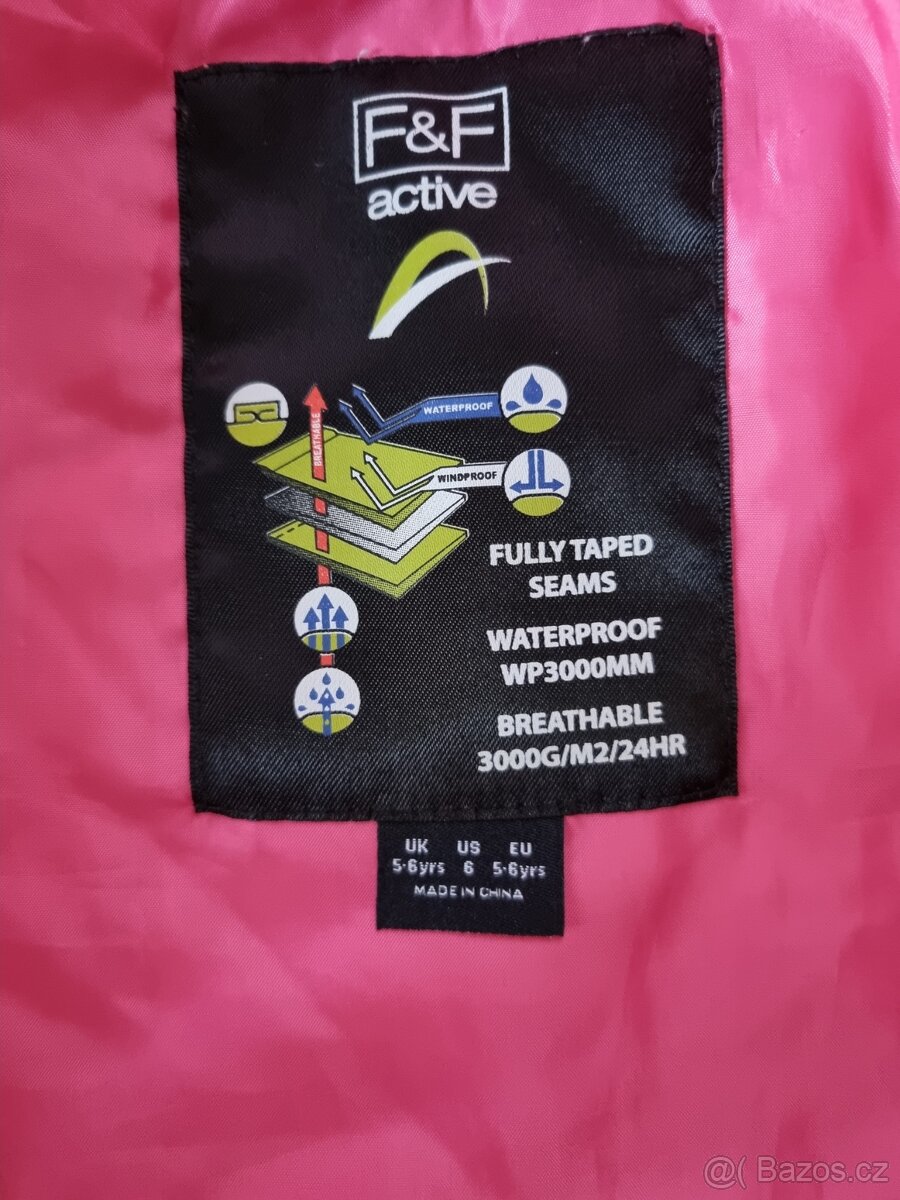 F&F
active
WATERPROOF
BREATHABLE
WINDPROOF
FULLY TAPED
SEAMS
WATERPROOF
WP3000MM
BREATHABLE
3000G/M2/24HR
UK US EU
5-6yrs 6 5-6yrs
MADE IN CHINA
@( Bazos.cz